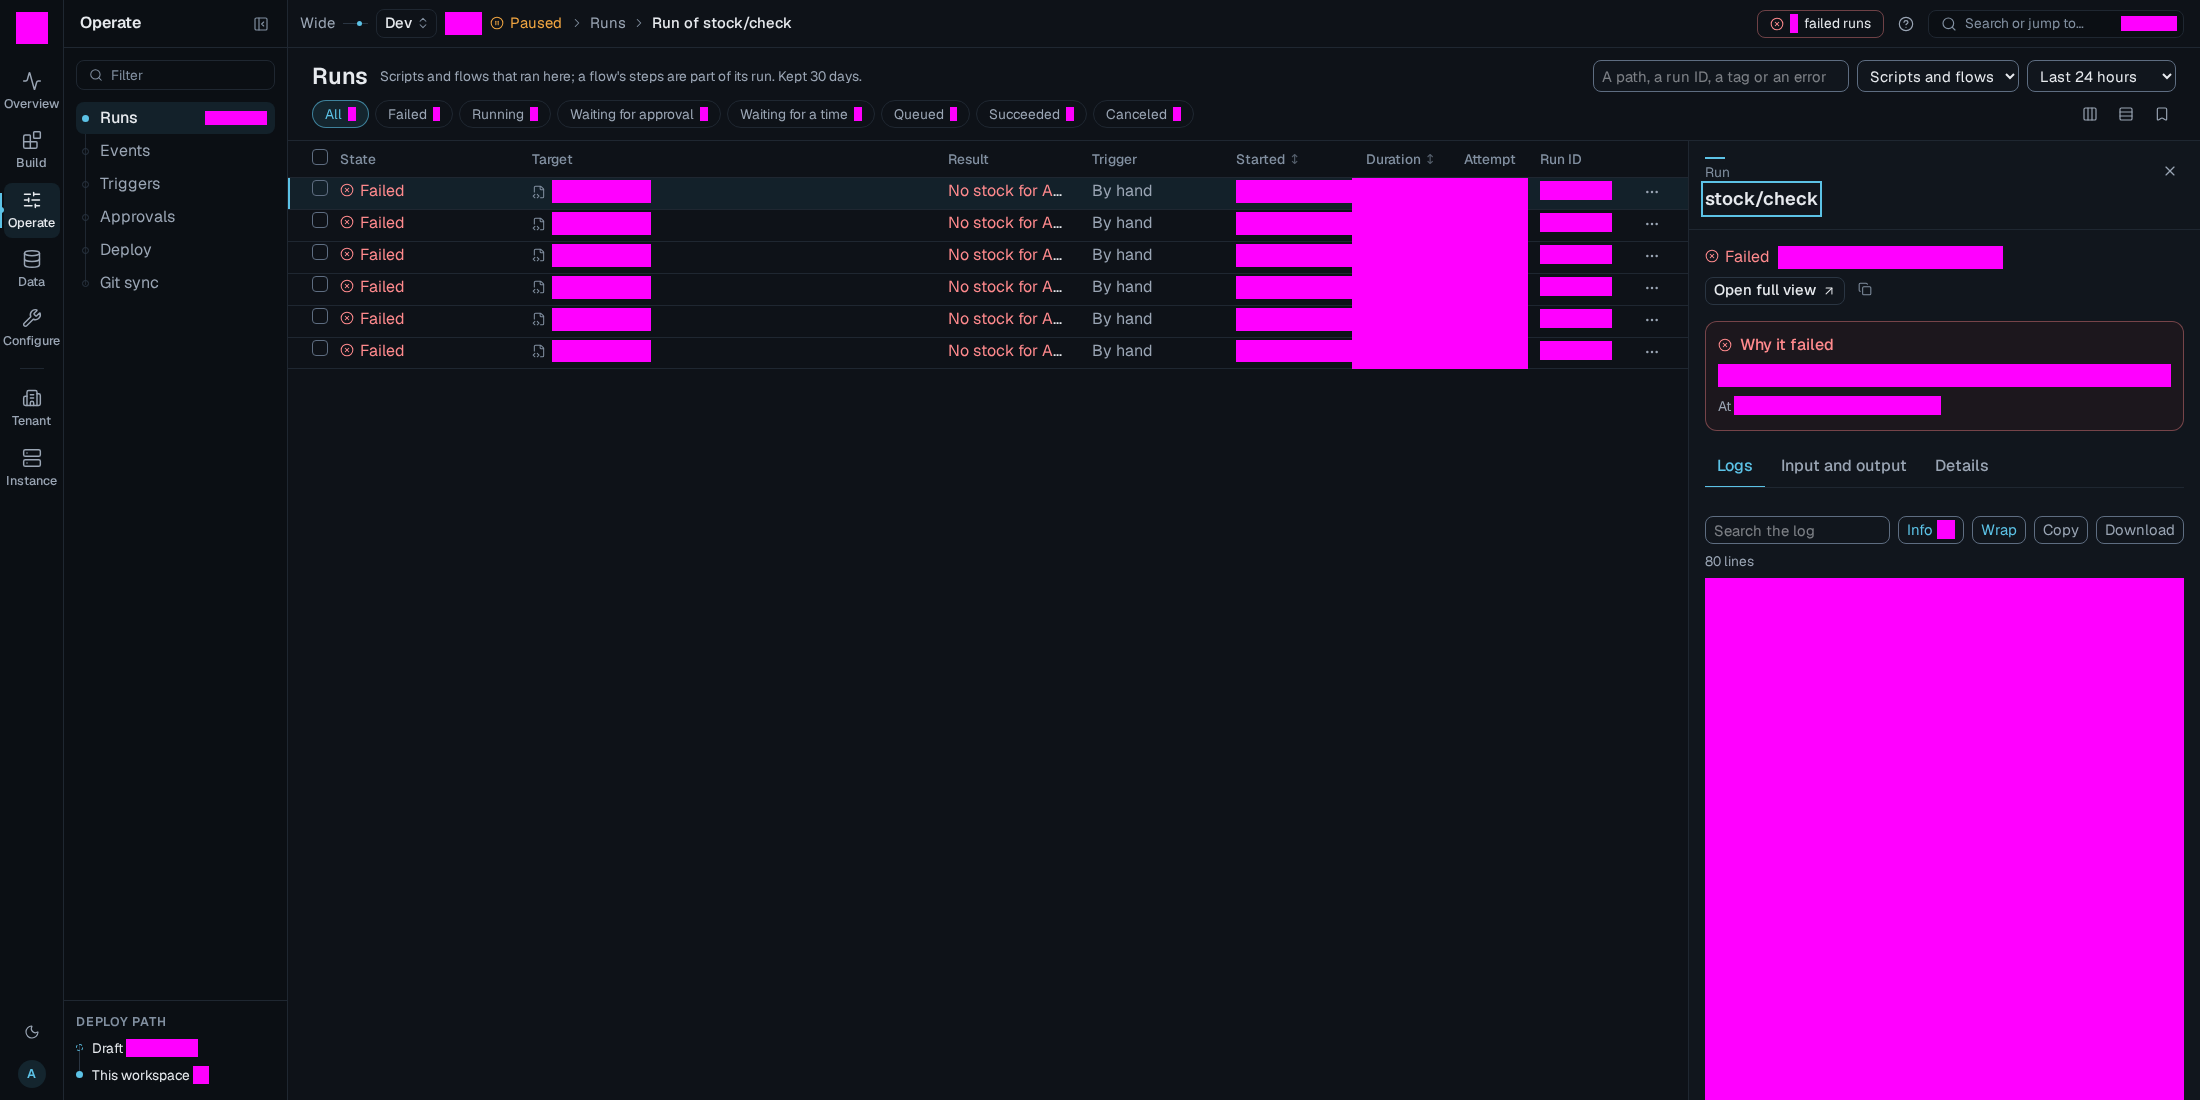 Operate
Wide
Dev
Paused
Runs
Run of stock/check
failed runs
Search or jump to...
Overview
Build
Operate
Data
Configure
Tenant
Instance
A
Filter
Runs
Events
Triggers
Approvals
Deploy
Git sync
DEPLOY PATH
Draft
This workspace
Runs
Scripts and flows that ran here; a flow's steps are part of its run. Kept 30 days.
A path, a run ID, a tag or an error
Scripts and flows
Last 24 hours
All
Failed
Running
Waiting for approval
Waiting for a time
Queued
Succeeded
Canceled
State Target Result Trigger Started Duration Attempt Run ID
Failed No stock for A... By hand
Failed No stock for A... By hand
Failed No stock for A... By hand
Failed No stock for A... By hand
Failed No stock for A... By hand
Failed No stock for A... By hand
Run
stock/check
Failed
Open full view
Why it failed
At
Logs
Input and output
Details
Search the log
Info
Wrap
Copy
Download
80 lines